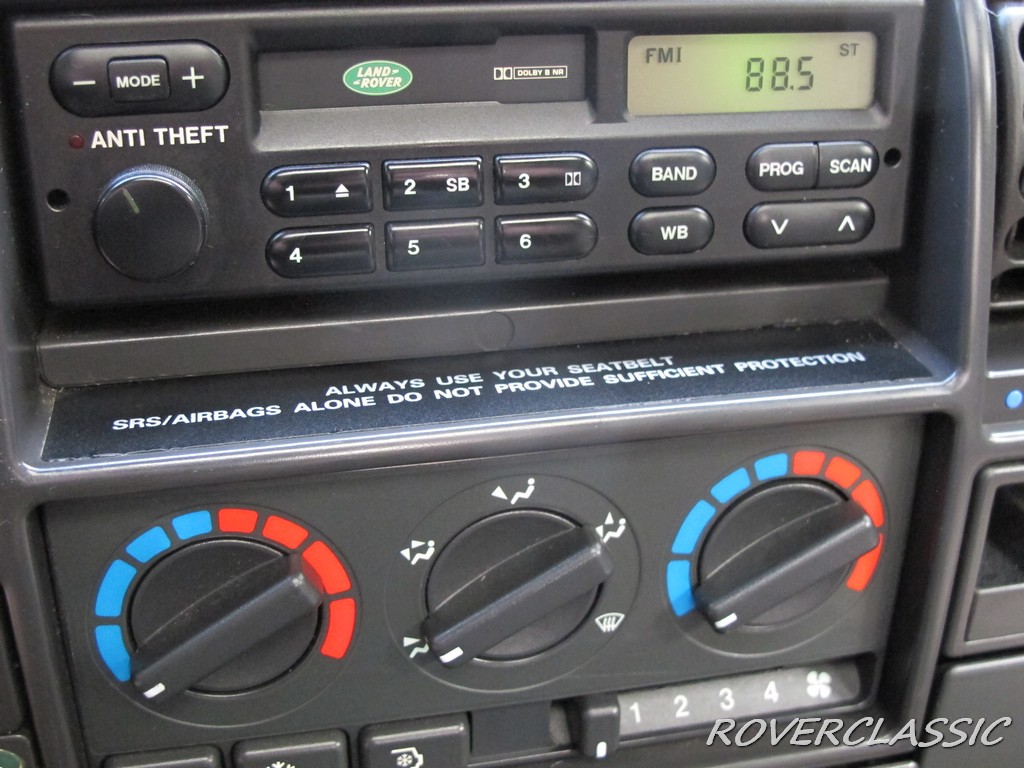 − MODE +
LAND ROVER
DOLBY B NR
FM1 ST
88.5
ANTI THEFT
1 2 SB 3
4 5 6
BAND PROG SCAN
WB
ALWAYS USE YOUR SEATBELT
SRS/AIRBAGS ALONE DO NOT PROVIDE SUFFICIENT PROTECTION
1 2 3 4
ROVERCLASSIC